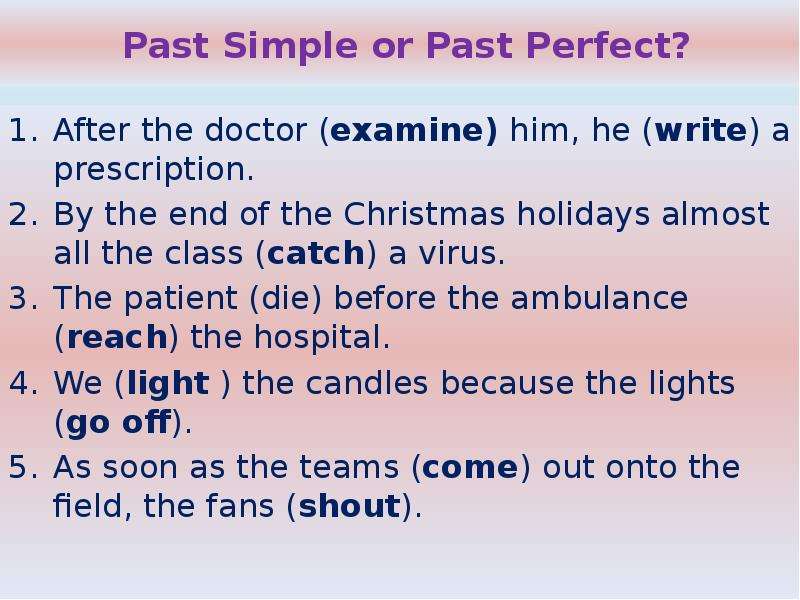 Past Simple or Past Perfect?
1. After the doctor (examine) him, he (write) a
prescription.
2. By the end of the Christmas holidays almost
all the class (catch) a virus.
3. The patient (die) before the ambulance
(reach) the hospital.
4. We (light ) the candles because the lights
(go off).
5. As soon as the teams (come) out onto the
field, the fans (shout).